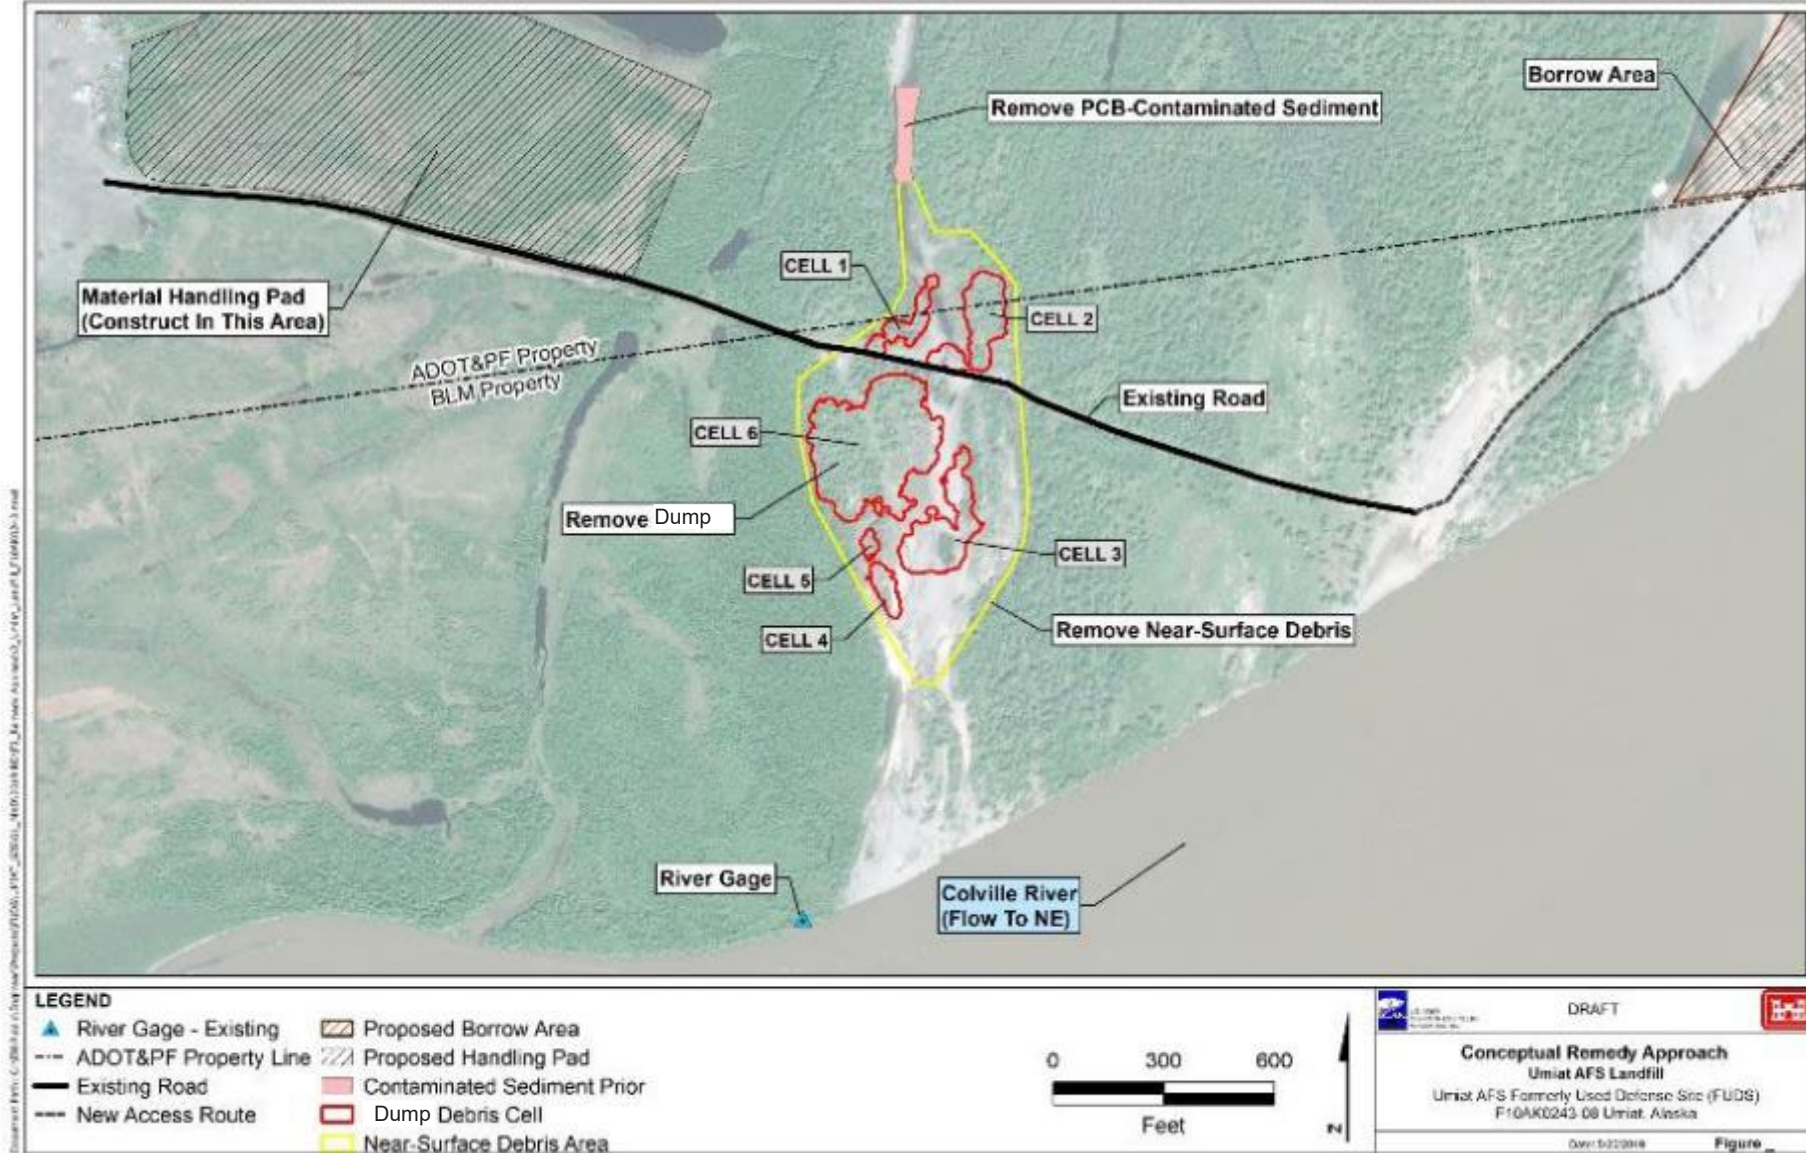 Borrow Area
Remove PCB-Contaminated Sediment
CELL 1
Material Handling Pad
(Construct In This Area)
CELL 2
ADOT&PF Property
BLM Property
Existing Road
CELL 6
Remove Dump
CELL 3
CELL 5
CELL 4
Remove Near-Surface Debris
River Gage
Colville River
(Flow To NE)
LEGEND
River Gage - Existing
ADOT&PF Property Line
Existing Road
New Access Route
Proposed Borrow Area
Proposed Handling Pad
Contaminated Sediment Prior
Dump Debris Cell
Near-Surface Debris Area
0 300 600
Feet
N
DRAFT
Conceptual Remedy Approach
Umiat AFS Landfill
Umiat AFS Formerly Used Defense Site (FUDS)
F10AK0243-08 Umiat, Alaska
Figure _